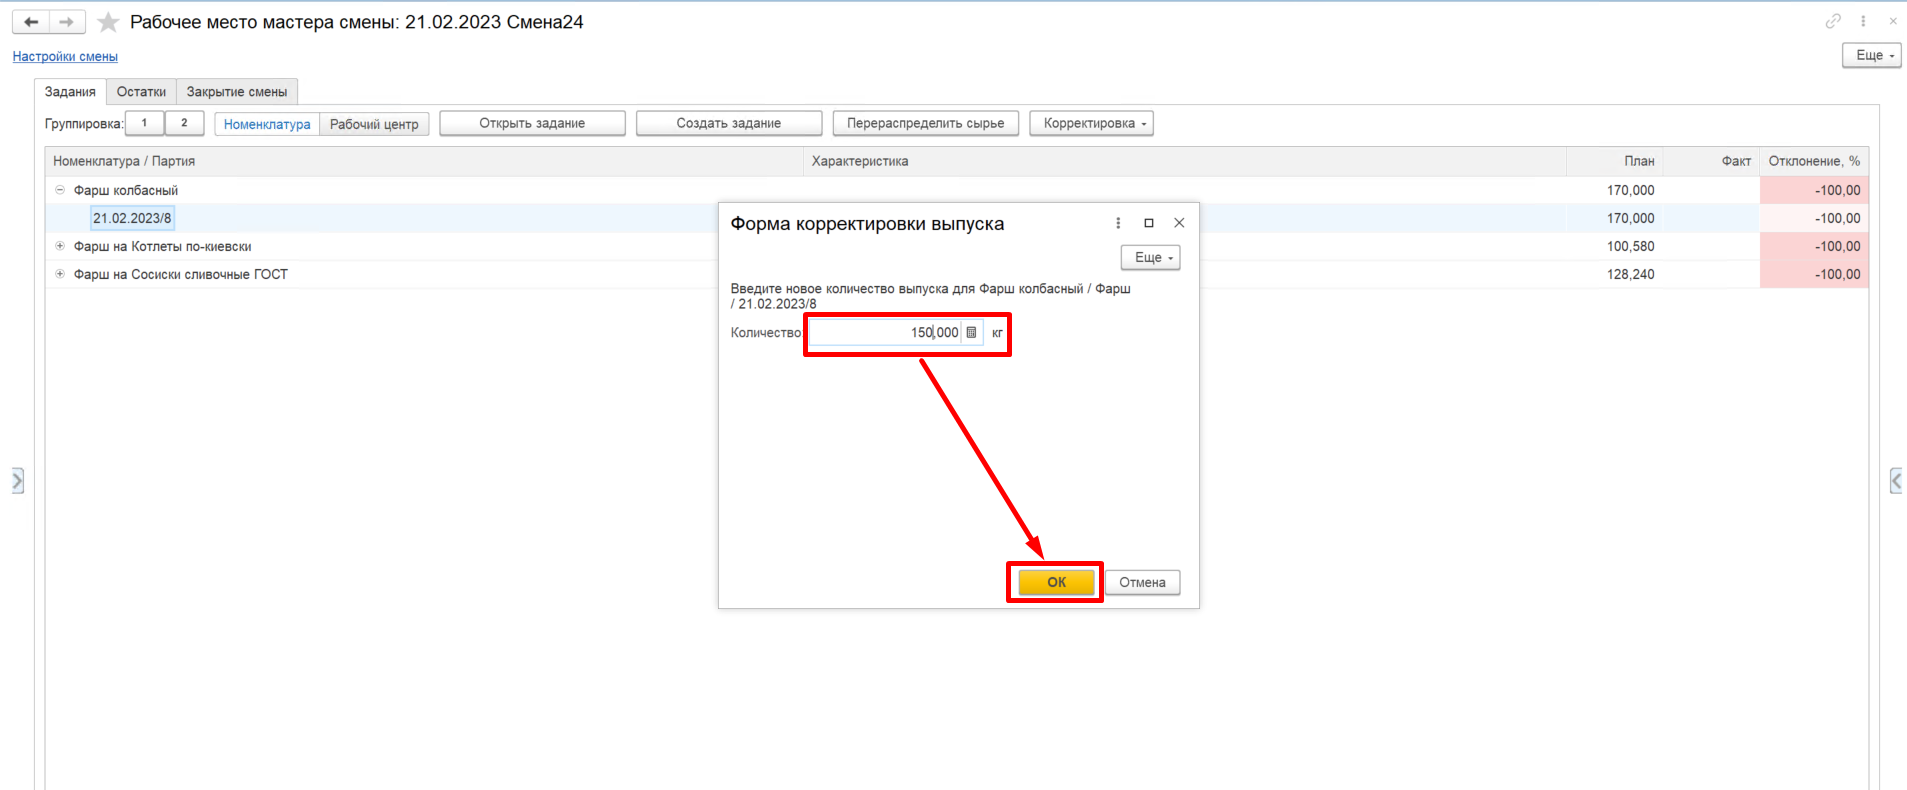 Рабочее место мастера смены: 21.02.2023 Смена24
Настройки смены
Еще
Задания Остатки Закрытие смены
Группировка: 1 2 Номенклатура Рабочий центр Открыть задание Создать задание Перераспределить сырье Корректировка
Номенклатура / Партия Характеристика План Факт Отклонение, %
Фарш колбасный 170,000 -100,00
21.02.2023/8 170,000 -100,00
Фарш на Котлеты по-киевски 100,580 -100,00
Фарш на Сосиски сливочные ГОСТ 128,240 -100,00
Форма корректировки выпуска
Еще
Введите новое количество выпуска для Фарш колбасный / Фарш
/ 21.02.2023/8
Количество: 150,000 кг
ОК Отмена